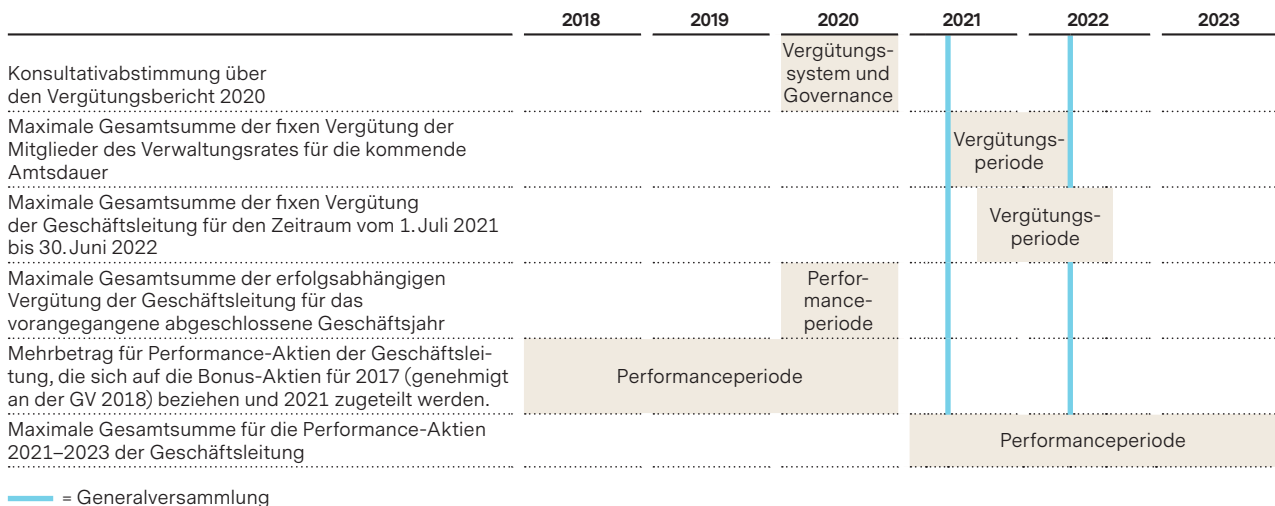 2018 2019 2020 2021 2022 2023
Konsultativabstimmung über
den Vergütungsbericht 2020
Vergütungs-
system und
Governance
Maximale Gesamtsumme der fixen Vergütung der
Mitglieder des Verwaltungsrates für die kommende
Amtsdauer
Vergütungs-
periode
Maximale Gesamtsumme der fixen Vergütung
der Geschäftsleitung für den Zeitraum vom 1. Juli 2021
bis 30. Juni 2022
Vergütungs-
periode
Maximale Gesamtsumme der erfolgsabhängigen
Vergütung der Geschäftsleitung für das
vorangegangene abgeschlossene Geschäftsjahr
Perfor-
mance-
periode
Mehrbetrag für Performance-Aktien der Geschäftslei-
tung, die sich auf die Bonus-Aktien für 2017 (genehmigt
an der GV 2018) beziehen und 2021 zugeteilt werden.
Performanceperiode
Maximale Gesamtsumme für die Performance-Aktien
2021–2023 der Geschäftsleitung
Performanceperiode
= Generalversammlung